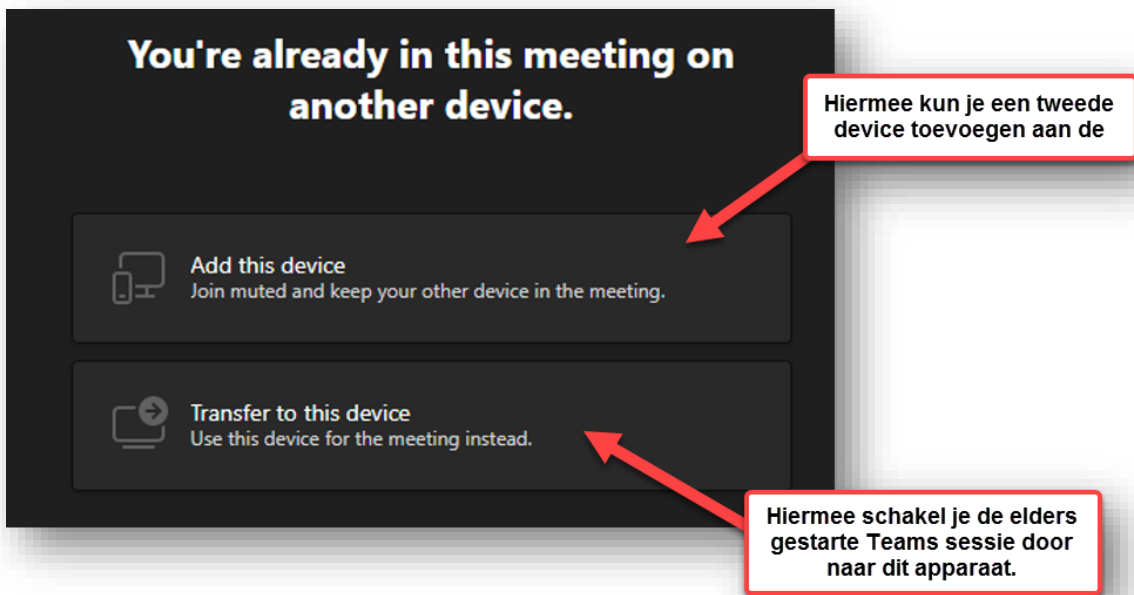 You're already in this meeting on
another device.
Hiermee kun je een tweede
device toevoegen aan de
Add this device
Join muted and keep your other device in the meeting.
Transfer to this device
Use this device for the meeting instead.
Hiermee schakel je de elders
gestarte Teams sessie door
naar dit apparaat.